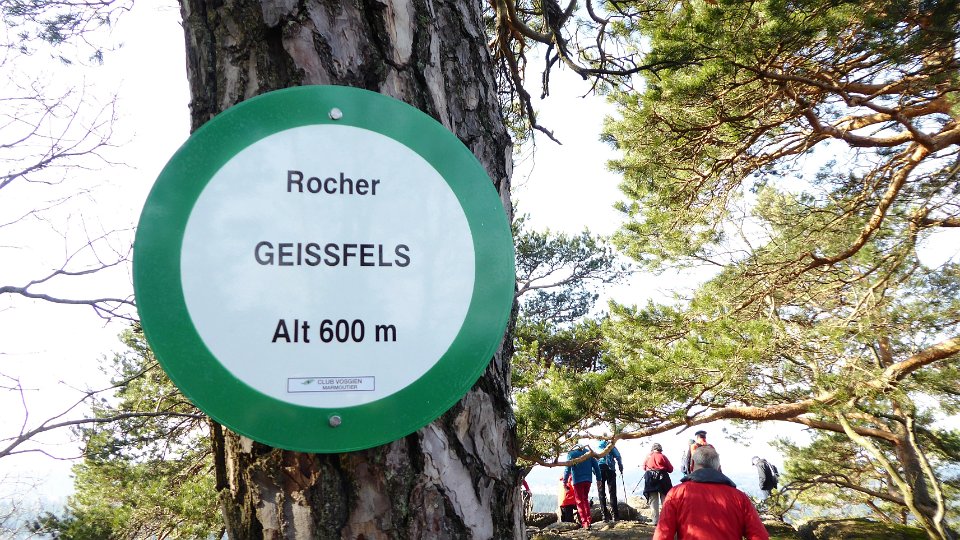 Rocher
GEISSFELS
Alt 600 m
CLUB VOSGIEN
MARMOUTIER